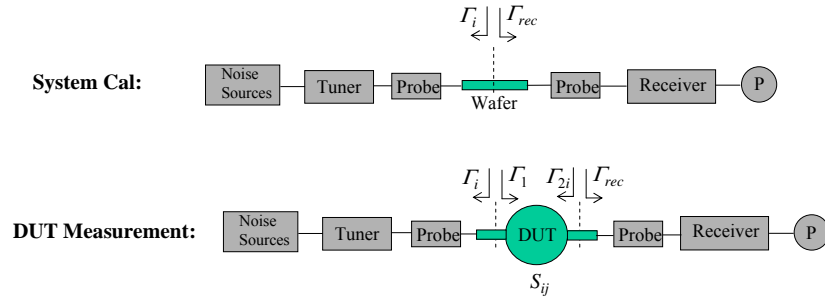 Γi Γrec
System Cal:
Noise Sources
Tuner
Probe
Wafer
Probe
Receiver
P
Γi Γ1 Γ2i Γrec
DUT Measurement:
Noise Sources
Tuner
Probe
DUT
Probe
Receiver
P
Sij